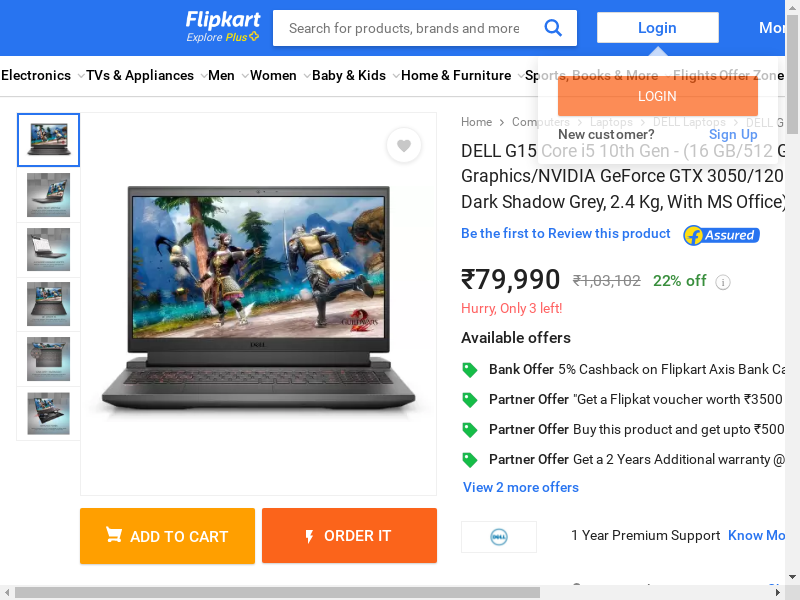 Flipkart
Explore Plus
Search for products, brands and more
Login
Mor
Electronics
TVs & Appliances
Men
Women
Baby & Kids
Home & Furniture
Sports, Books & More
Flights
Offer Zone
LOGIN
New customer?
Sign Up
Home
Computers
Laptops
DELL Laptops
DELL G
DELL G15 Core i5 10th Gen - (16 GB/512 G
Graphics/NVIDIA GeForce GTX 3050/120
Dark Shadow Grey, 2.4 Kg, With MS Office)
Be the first to Review this product
Assured
₹79,990 ₹1,03,102 22% off
Hurry, Only 3 left!
Available offers
Bank Offer 5% Cashback on Flipkart Axis Bank Ca
Partner Offer "Get a Flipkat voucher worth ₹3500
Partner Offer Buy this product and get upto ₹500
Partner Offer Get a 2 Years Additional warranty @
View 2 more offers
GUILD WARS 2
DELL
ADD TO CART
ORDER IT
DELL
1 Year Premium Support Know Mo